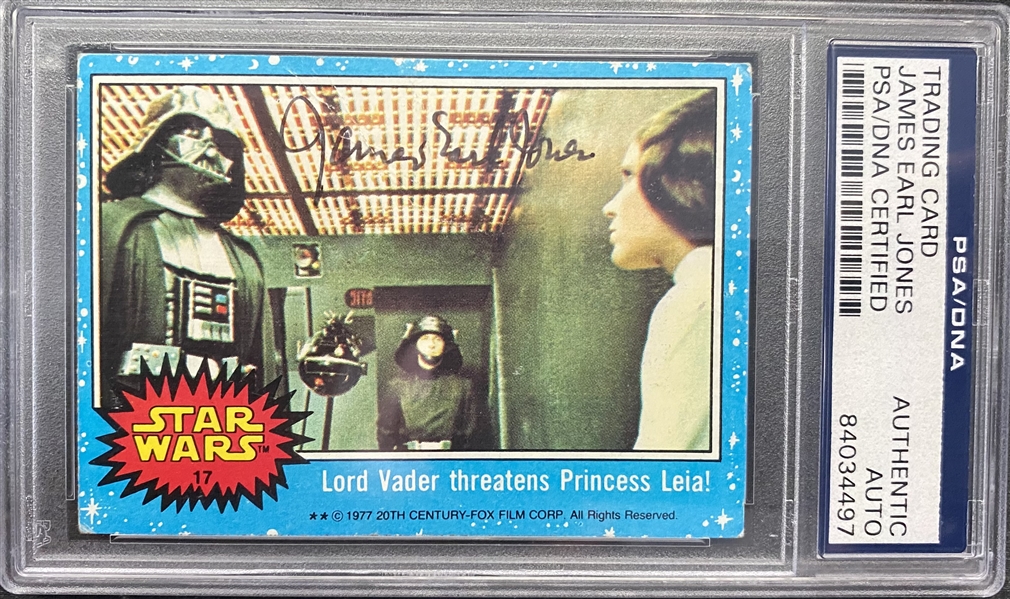 James Earl Jones
STAR
WARS™
17
Lord Vader threatens Princess Leia!
★★ © 1977 20TH CENTURY-FOX FILM CORP. All Rights Reserved.
PSA/DNA
TRADING CARD
JAMES EARL JONES
PSA/DNA CERTIFIED
AUTHENTIC
AUTO
84034497